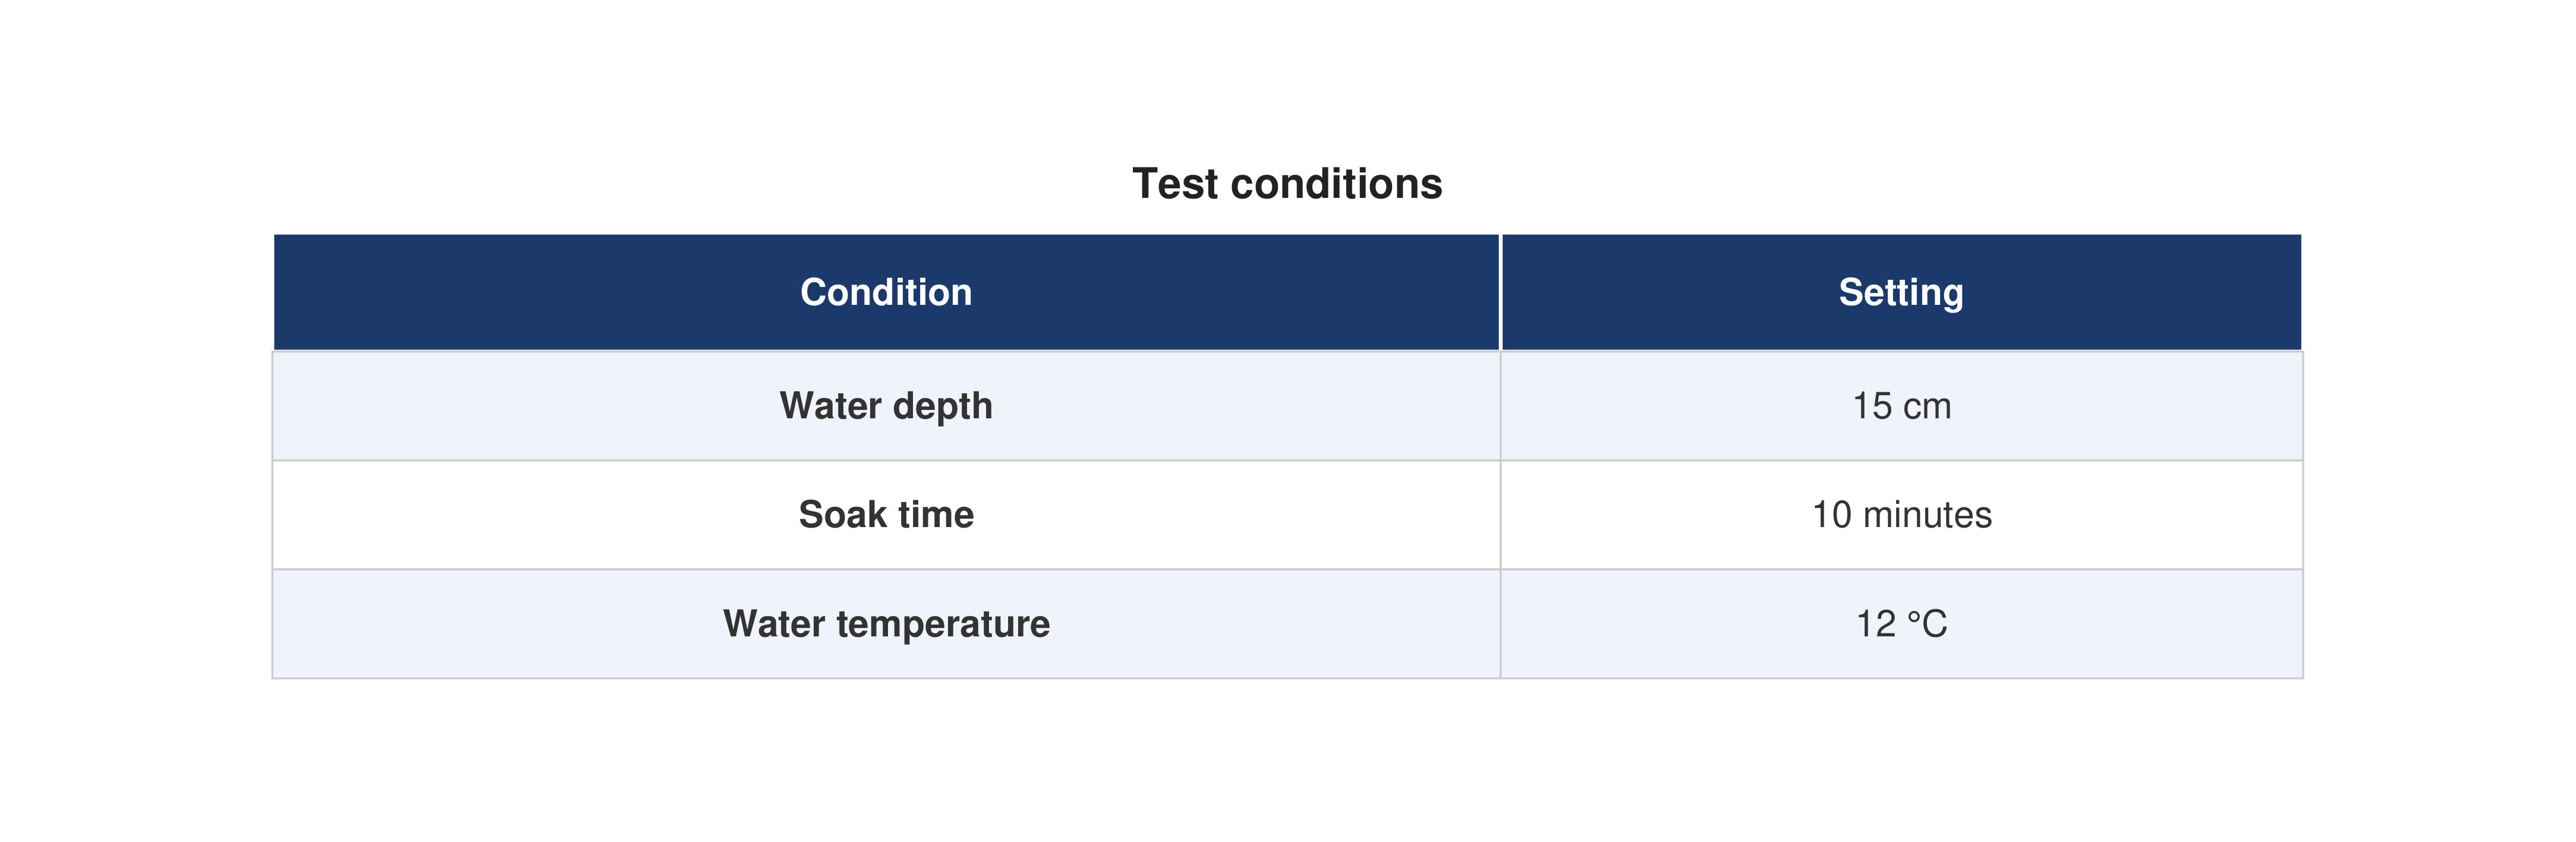 Test conditions
Condition Setting
Water depth 15 cm
Soak time 10 minutes
Water temperature 12 °C